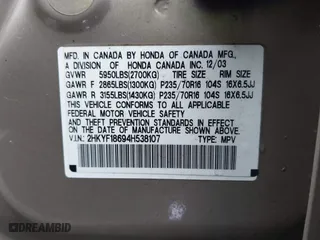 MFD. IN CANADA BY HONDA OF CANADA MFG.,
A DIVISION OF HONDA CANADA INC. 12/03
GVWR 5950LBS(2700KG) TIRE SIZE RIM SIZE
GAWR F 2865LBS(1300KG) P235/70R16 104S 16X6.5JJ
GAWR R 3155LBS(1430KG) P235/70R16 104S 16X6.5JJ
THIS VEHICLE CONFORMS TO ALL APPLICABLE
FEDERAL MOTOR VEHICLE SAFETY STANDARDS IN
EFFECT ON THE DATE OF MANUFACTURE SHOWN ABOVE.
V.I.N: 2HKYF18694H538107 TYPE: MPV
DREAMBID